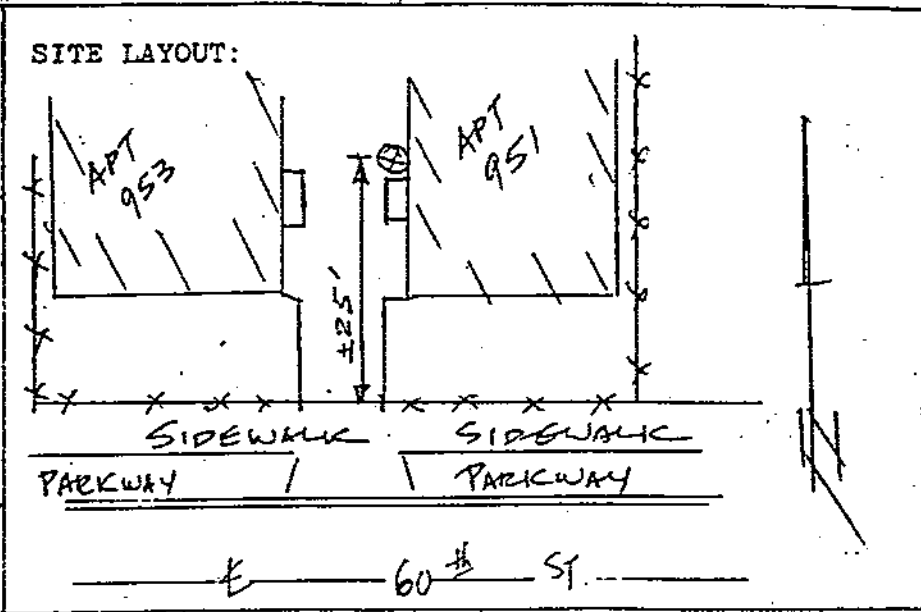 SITE LAYOUT:
APT
953
APT
951
±25'
SIDEWALK SIDEWALK
PARKWAY PARKWAY
E 60th ST.
N